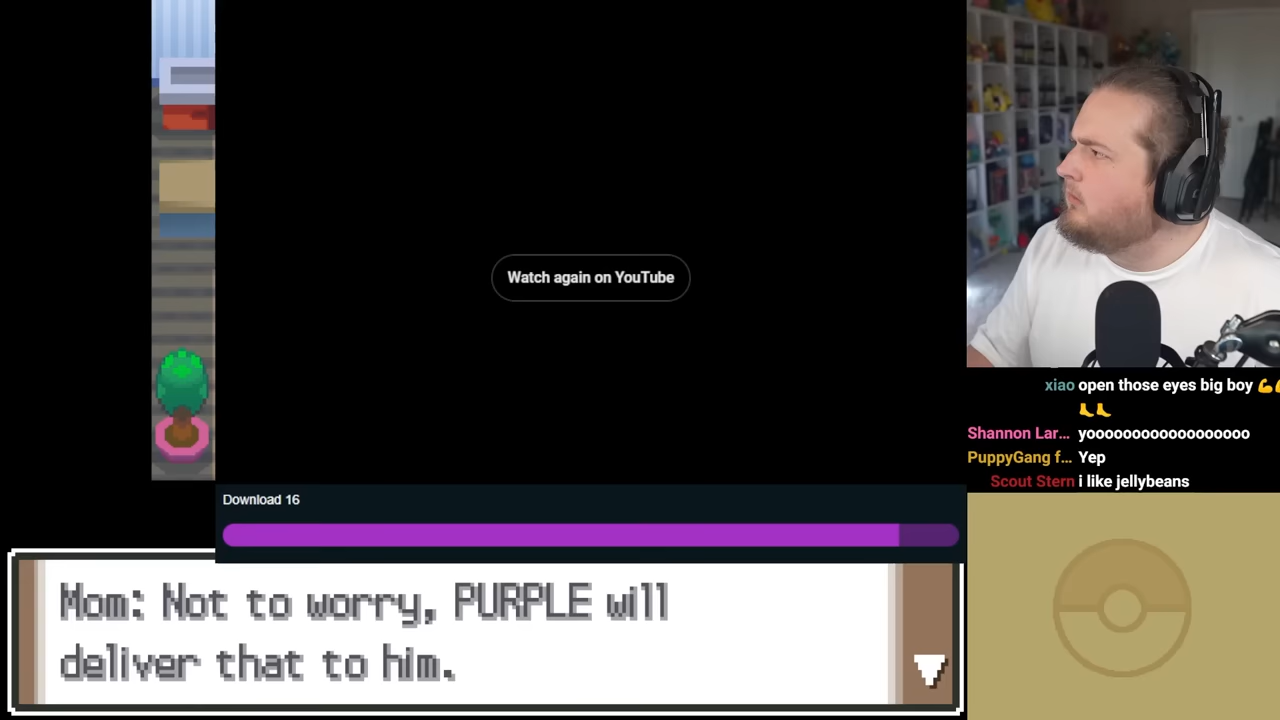 Watch again on YouTube
xiao open those eyes big boy 💪💪
🦶🦶
Shannon Lar… yoooooooooooooooooo
PuppyGang f… Yep
Scout Stern i like jellybeans
Download 16
Mom: Not to worry, PURPLE will
deliver that to him.